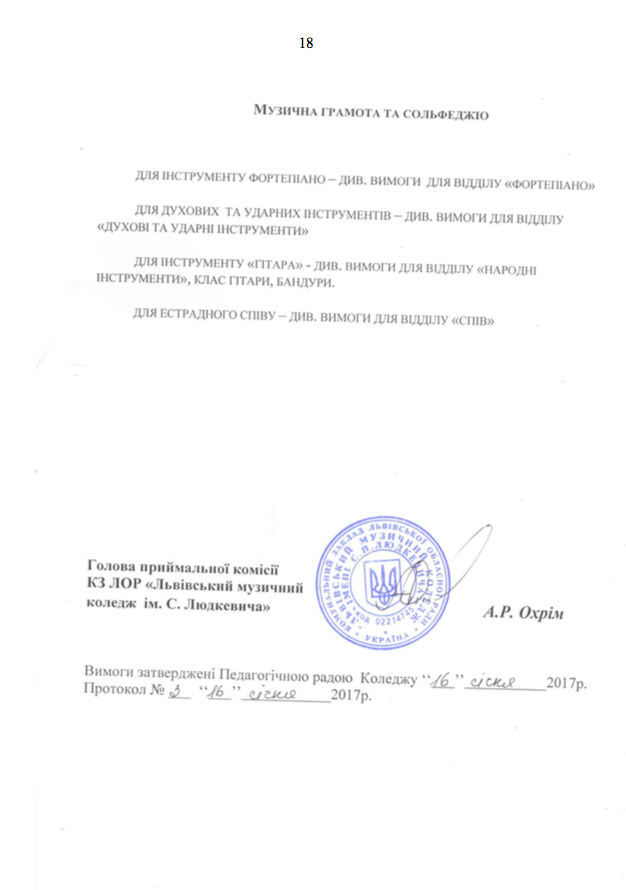 18
МУЗИЧНА ГРАМОТА ТА СОЛЬФЕДЖІО
ДЛЯ ІНСТРУМЕНТУ ФОРТЕПІАНО – ДИВ. ВИМОГИ ДЛЯ ВІДДІЛУ «ФОРТЕПІАНО»
ДЛЯ ДУХОВИХ ТА УДАРНИХ ІНСТРУМЕНТІВ – ДИВ. ВИМОГИ ДЛЯ ВІДДІЛУ
«ДУХОВІ ТА УДАРНІ ІНСТРУМЕНТИ»
ДЛЯ ІНСТРУМЕНТУ «ГІТАРА» - ДИВ. ВИМОГИ ДЛЯ ВІДДІЛУ «НАРОДНІ
ІНСТРУМЕНТИ», КЛАС ГІТАРИ, БАНДУРИ.
ДЛЯ ЕСТРАДНОГО СПІВУ – ДИВ. ВИМОГИ ДЛЯ ВІДДІЛУ «СПІВ»
КОМУНАЛЬНИЙ ЗАКЛАД ЛЬВІВСЬКОЇ ОБЛАСНОЇ РАДИ
ЛЬВІВСЬКИЙ МУЗИЧНИЙ КОЛЕДЖ
ІМЕНІ С.П.
код 02214745
УКРАЇНА
Голова приймальної комісії
КЗ ЛОР «Львівський музичний
коледж ім. С. Людкевича»
А.Р. Охрім
Вимоги затверджені Педагогічною радою Коледжу “16” січня 2017р.
Протокол № 3 “16” січня 2017р.